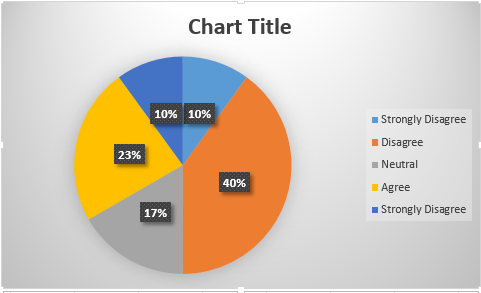 Chart Title
10%
10%
23%
40%
17%
Strongly Disagree
Disagree
Neutral
Agree
Strongly Disagree